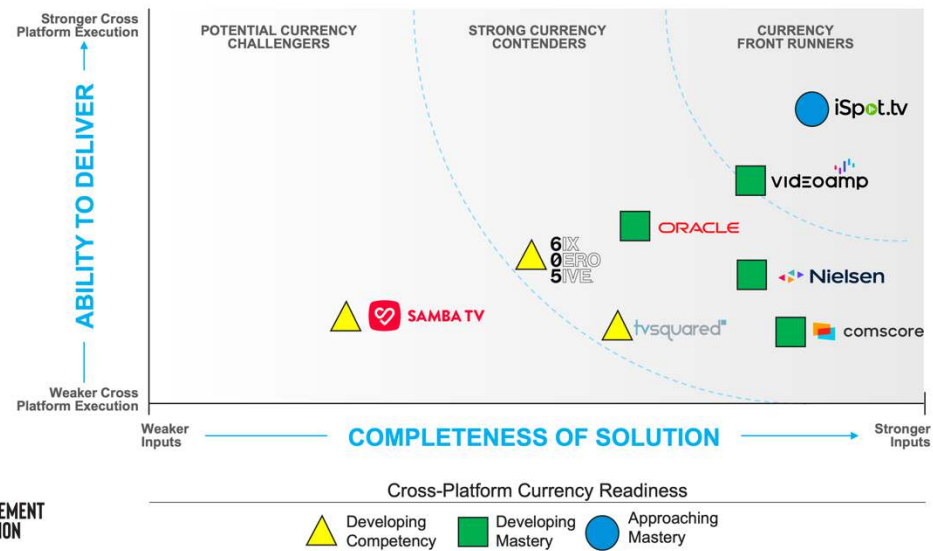 Stronger Cross
Platform Execution
POTENTIAL CURRENCY
CHALLENGERS
STRONG CURRENCY
CONTENDERS
CURRENCY
FRONT RUNNERS
iSpot.tv
VIDEOAMP
ORACLE
6IX
0ERO
5IVE
Nielsen
SAMBA TV
tvsquared
comscore
ABILITY TO DELIVER
Weaker Cross
Platform Execution
Weaker
Inputs
COMPLETENESS OF SOLUTION
Stronger
Inputs
Cross-Platform Currency Readiness
Developing
Competency
Developing
Mastery
Approaching
Mastery